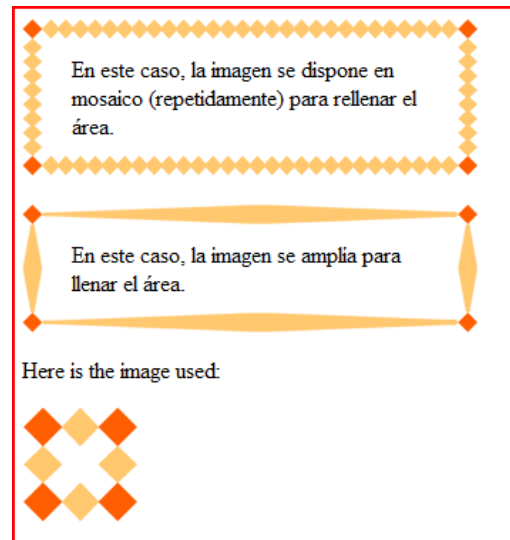 En este caso, la imagen se dispone en
mosaico (repetidamente) para rellenar el
área.
En este caso, la imagen se amplía para
llenar el área.
Here is the image used: